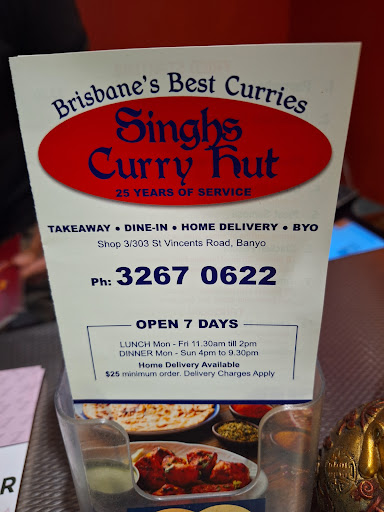 Brisbane's Best Curries
Singhs
Curry Hut
25 YEARS OF SERVICE
TAKEAWAY • DINE-IN • HOME DELIVERY • BYO
Shop 3/303 St Vincents Road, Banyo
Ph: 3267 0622
OPEN 7 DAYS
LUNCH Mon - Fri 11.30am till 2pm
DINNER Mon - Sun 4pm to 9.30pm
Home Delivery Available
$25 minimum order. Delivery Charges Apply
R